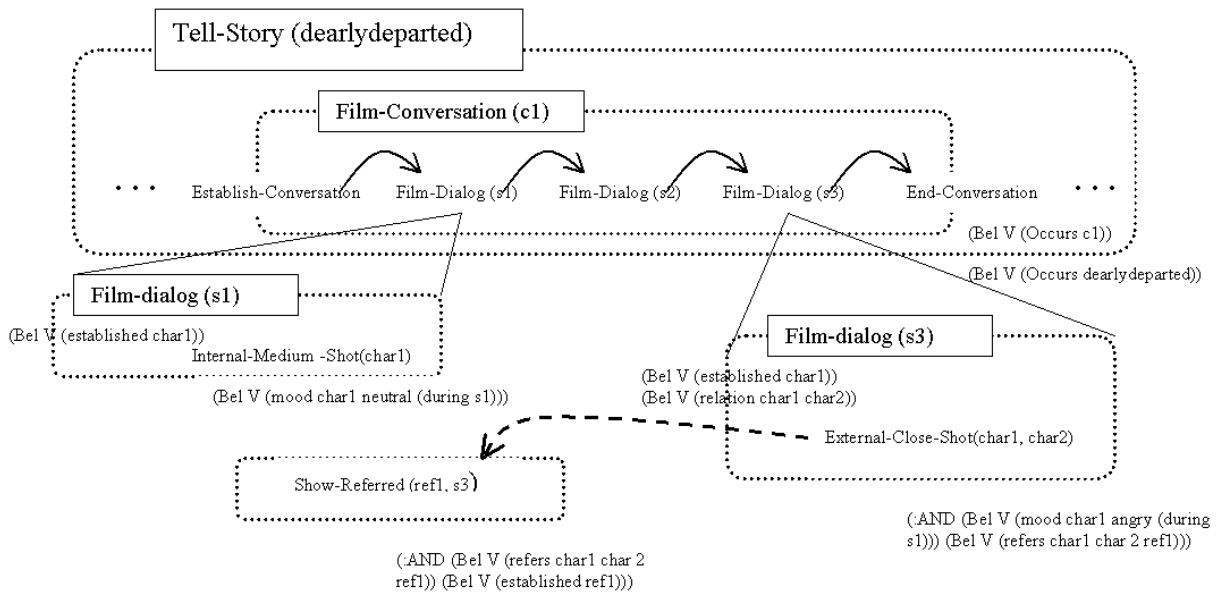 Tell-Story (dearlydeparted)
Film-Conversation (c1)
• • • Establish-Conversation Film-Dialog (s1) Film-Dialog (s2) Film-Dialog (s3) End-Conversation • • •
(Bel V (Occurs c1))
(Bel V (Occurs dearlydeparted))
Film-dialog (s1)
(Bel V (established char1))
Internal-Medium -Shot(char1)
(Bel V (mood char1 neutral (during s1)))
Film-dialog (s3)
(Bel V (established char1))
(Bel V (relation char1 char2))
External-Close-Shot(char1, char2)
Show-Referred (ref1, s3)
(:AND (Bel V (mood char1 angry (during
s1))) (Bel V (refers char1 char 2 ref1)))
(:AND (Bel V (refers char1 char 2
ref1)) (Bel V (established ref1)))